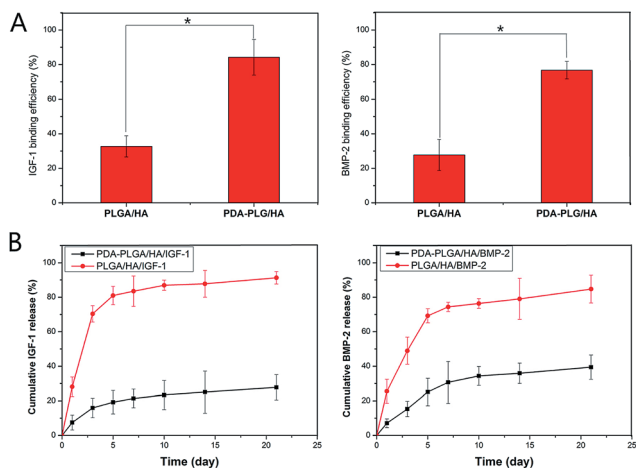 A
IGF-1 binding efficiency (%)
100
80
60
40
20
0
*
PLGA/HA
PDA-PLG/HA
BMP-2 binding efficiency (%)
100
80
60
40
20
0
*
PLGA/HA
PDA-PLG/HA
B
Cumulative IGF-1 release (%)
100
80
60
40
20
0
PDA-PLGA/HA/IGF-1
PLGA/HA/IGF-1
0 5 10 15 20 25
Time (day)
Cumulative BMP-2 release (%)
100
80
60
40
20
0
PDA-PLGA/HA/BMP-2
PLGA/HA/BMP-2
0 5 10 15 20 25
Time (day)